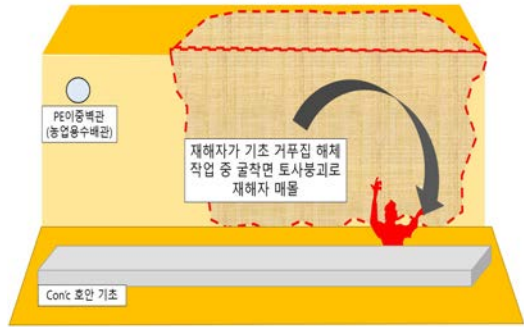 PE이중벽관
(농업용수배관)
재해자가 기초 거푸집 해체
작업 중 굴착면 토사붕괴로
재해자 매몰
Con'c 호안 기초